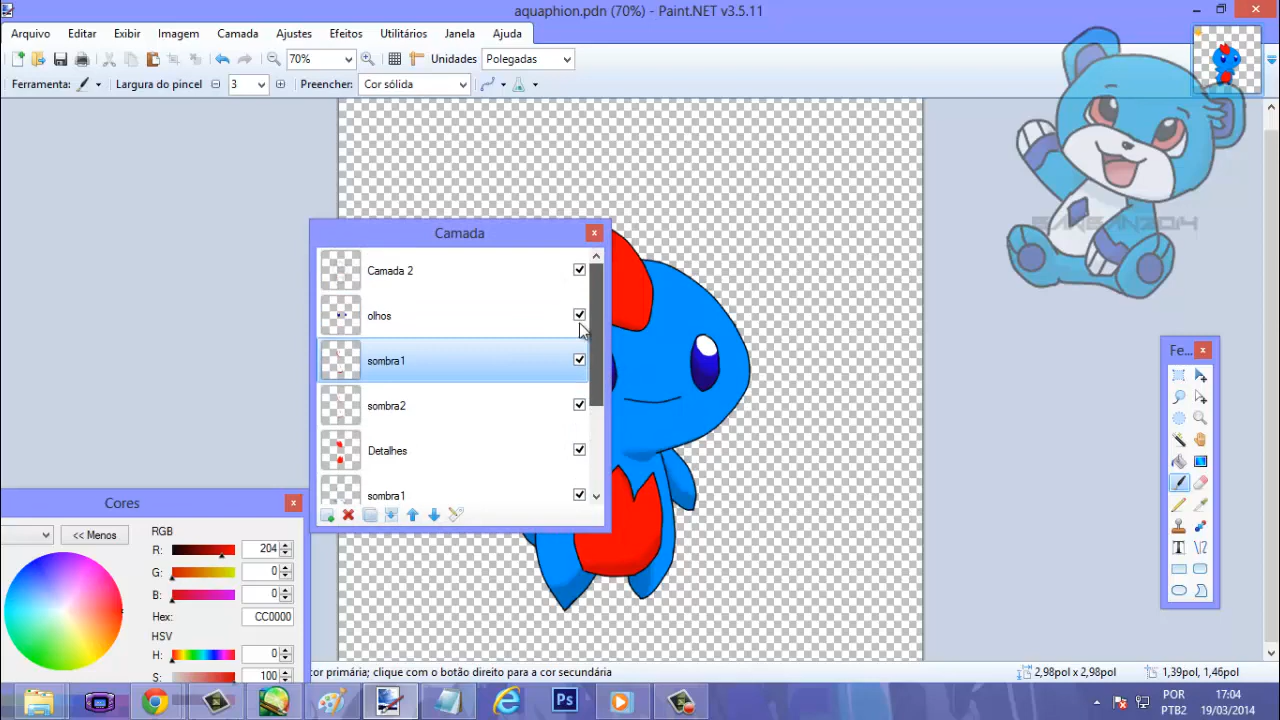 aquaphion.pdn (70%) - Paint.NET v3.5.11
Arquivo Editar Exibir Imagem Camada Ajustes Efeitos Utilitários Janela Ajuda
70% Unidades Polegadas
Ferramenta: Largura do pincel 3 Preencher: Cor sólida
Camada
Camada 2
olhos
sombra1
sombra2
Detalhes
sombra1
Fe...
Cores
<< Menos
RGB
R: 204
G: 0
B: 0
Hex: CC0000
HSV
H: 0
S: 100
cor primária; clique com o botão direito para a cor secundária
2,98pol x 2,98pol
1,39pol, 1,46pol
Ps
POR 17:04
PTB2 19/03/2014